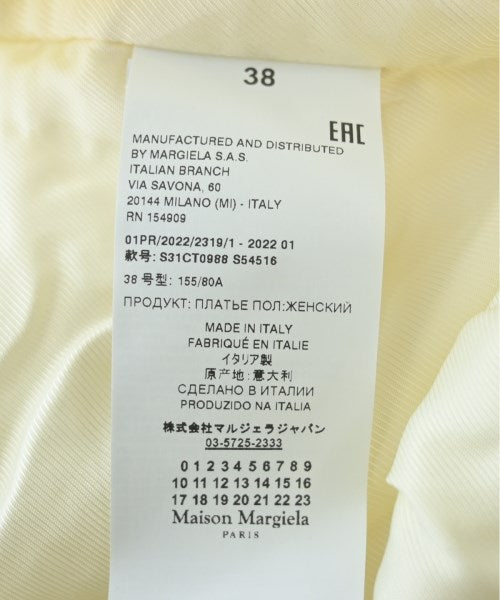 38
EAC
MANUFACTURED AND DISTRIBUTED
BY MARGIELA S.A.S.
ITALIAN BRANCH
VIA SAVONA, 60
20144 MILANO (MI) - ITALY
RN 154909
01PR/2022/2319/1 - 2022 01
款号: S31CT0988 S54516
38 号型: 155/80A
ПРОДУКТ: ПЛАТЬЕ ПОЛ:ЖЕНСКИЙ
MADE IN ITALY
FABRIQUÉ EN ITALIE
イタリア製
原产地:意大利
СДЕЛАНО В ИТАЛИИ
PRODUZIDO NA ITALIA
株式会社マルジェラジャパン
03-5725-2333
0 1 2 3 4 5 6 7 8 9
10 11 12 13 14 15 16
17 18 19 20 21 22 23
Maison Margiela
PARIS